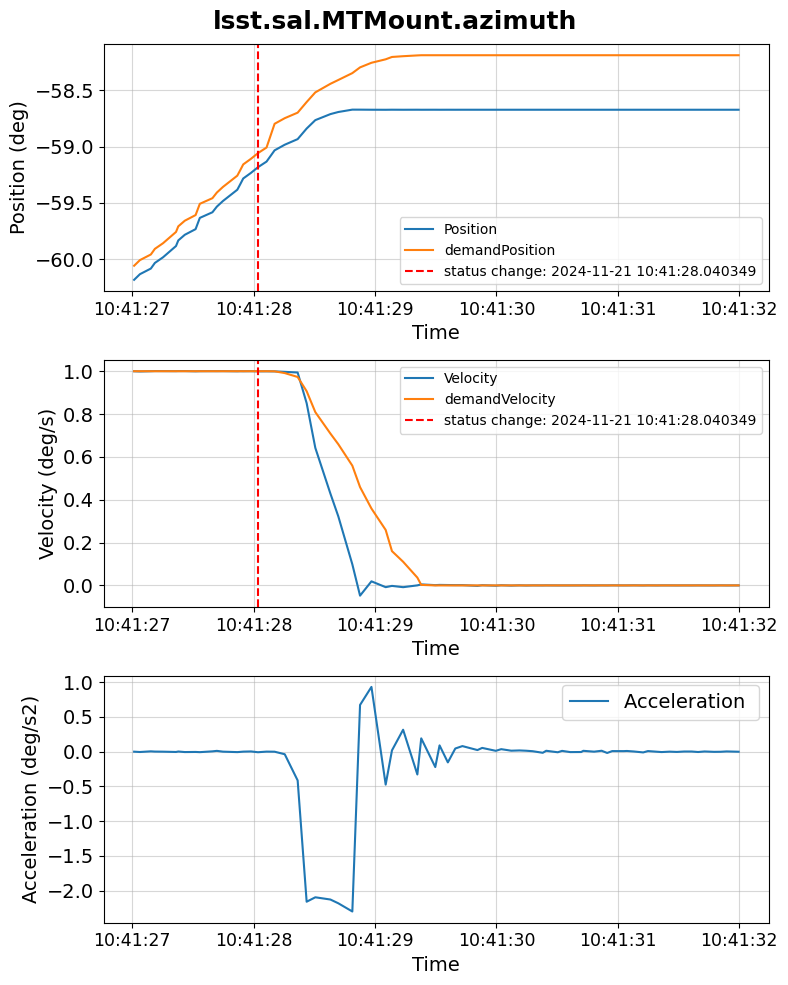 lsst.sal.MTMount.azimuth
Position (deg)
−58.5
−59.0
−59.5
−60.0
Position
demandPosition
status change: 2024-11-21 10:41:28.040349
10:41:27 10:41:28 10:41:29 10:41:30 10:41:31 10:41:32
Time
Velocity (deg/s)
1.0
0.8
0.6
0.4
0.2
0.0
Velocity
demandVelocity
status change: 2024-11-21 10:41:28.040349
10:41:27 10:41:28 10:41:29 10:41:30 10:41:31 10:41:32
Time
Acceleration (deg/s2)
1.0
0.5
0.0
−0.5
−1.0
−1.5
−2.0
Acceleration
10:41:27 10:41:28 10:41:29 10:41:30 10:41:31 10:41:32
Time